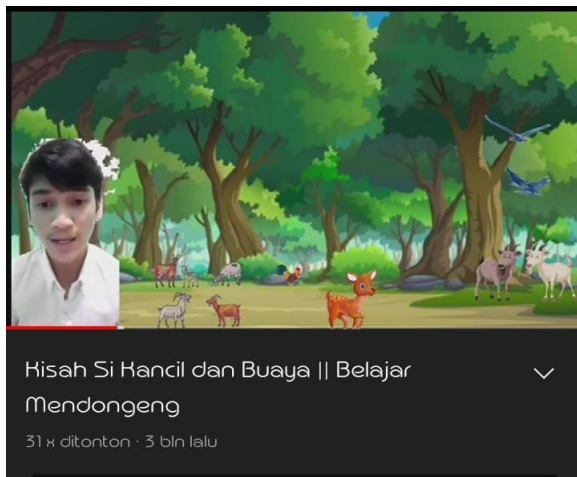 Kisah Si Kancil dan Buaya || Belajar
Mendongeng
31 x ditonton · 3 bln lalu